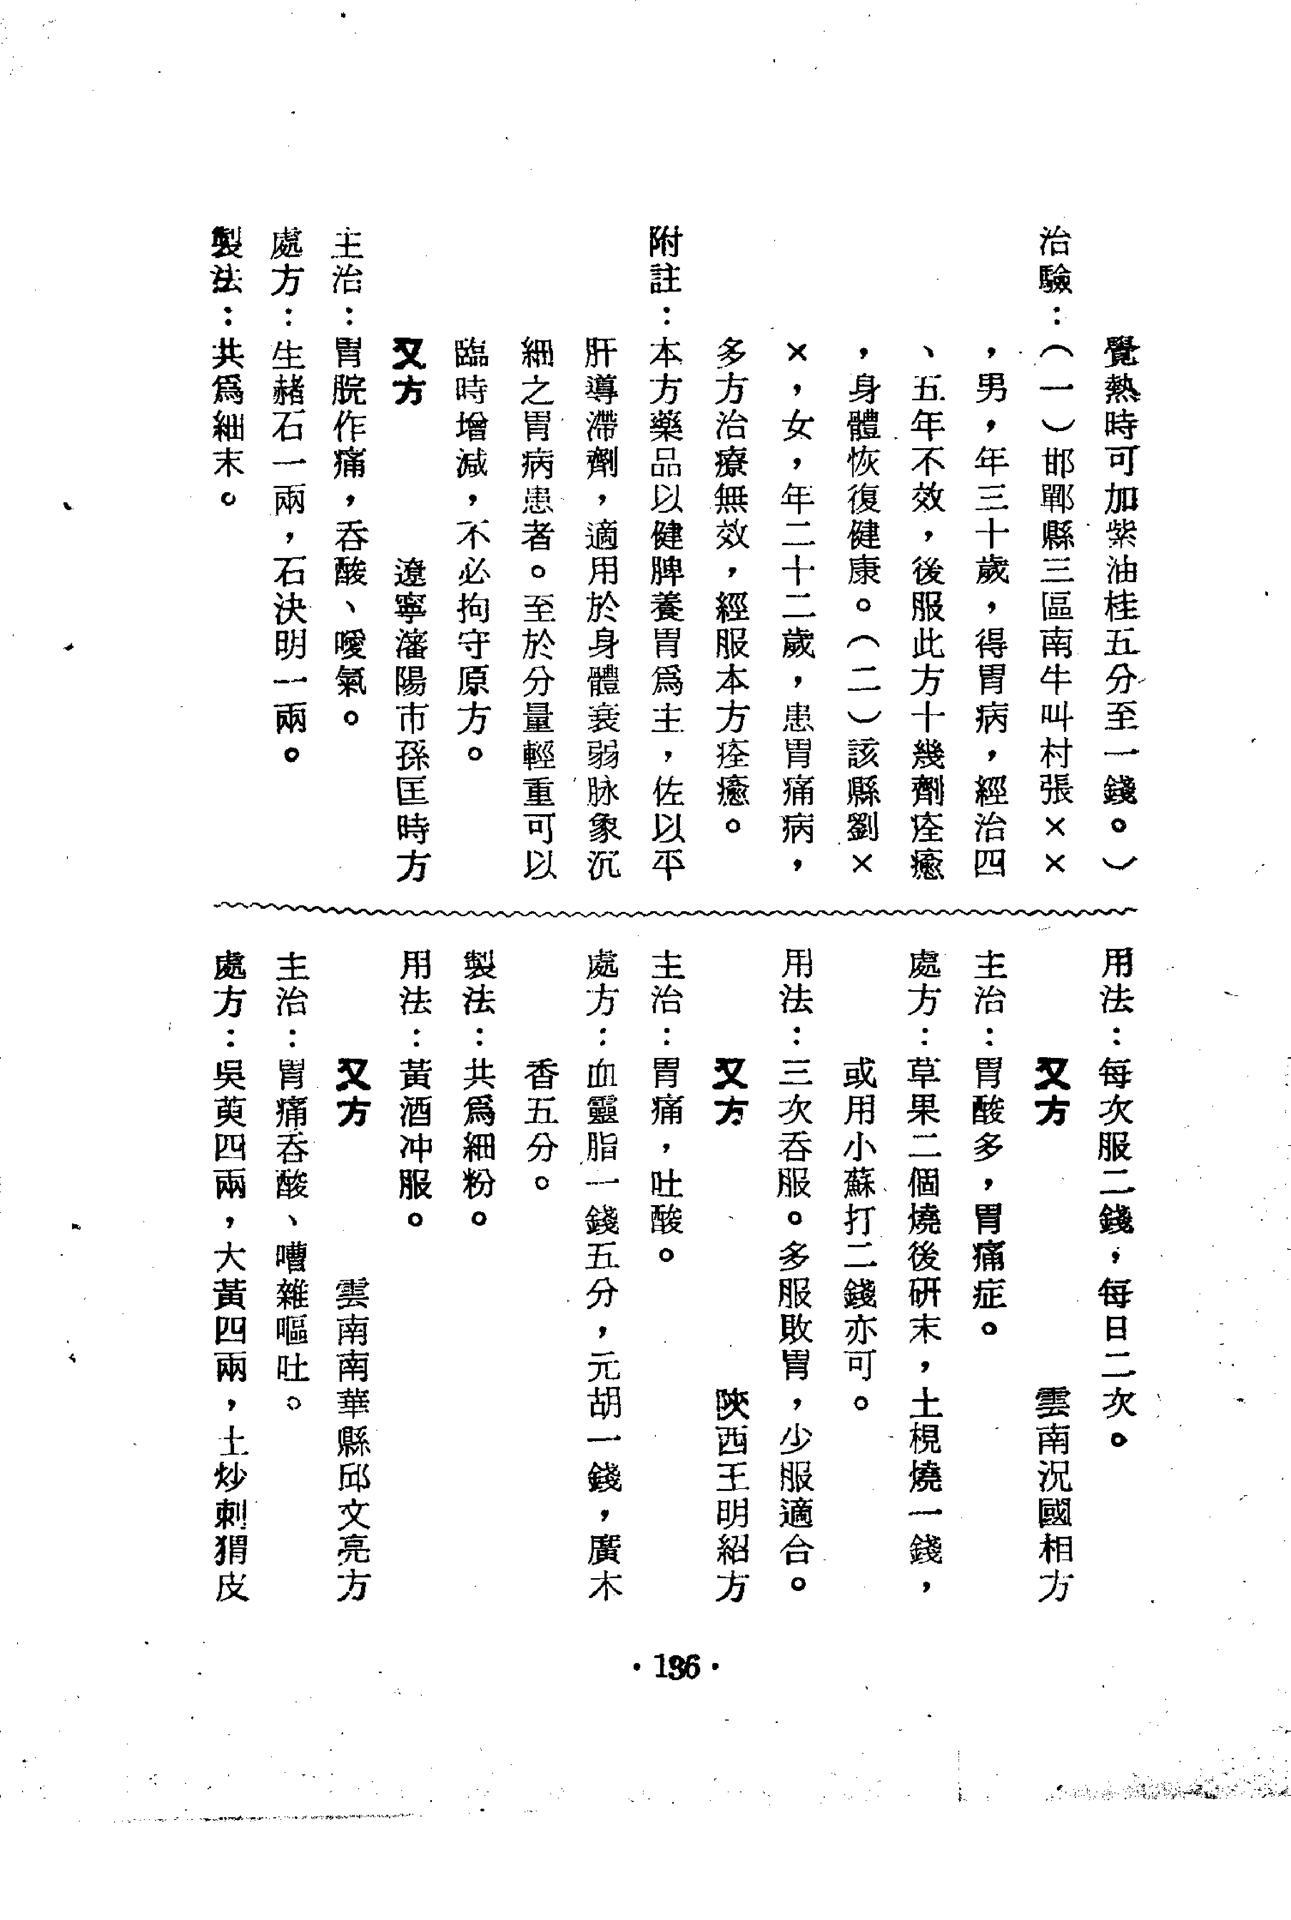 覺熱時可加紫油桂五分至一錢。）
治驗：（一）邯鄲縣三區南牛叫村張××
，男，年三十歲，得胃病，經治四
、五年不效，後服此方十幾劑痊癒
，身體恢復健康。（二）該縣劉×
×，女，年二十二歲，患胃痛病，
多方治療無效，經服本方痊癒。
附註：本方藥品以健脾養胃爲主，佐以平
肝導滯劑，適用於身體衰弱脉象沉
細之胃病患者。至於分量輕重可以
臨時增減，不必拘守原方。
又方　遼寧瀋陽市孫匡時方
主治：胃脘作痛，吞酸、噯氣。
處方：生赭石一兩，石決明一兩。
製法：共爲細末。
用法：每次服二錢，每日二次。
又方　雲南況國相方
主治：胃酸多，胃痛症。
處方：草果二個燒後研末，土梘燒一錢，
或用小蘇打二錢亦可。
用法：三次吞服。多服敗胃，少服適合。
又方　陝西王明紹方
主治：胃痛，吐酸。
處方：血靈脂一錢五分，元胡一錢，廣木
香五分。
製法：共爲細粉。
用法：黃酒冲服。
又方　雲南南華縣邱文亮方
主治：胃痛吞酸、嘈雜嘔吐。
處方：吳萸四兩，大黃四兩，土炒刺猬皮
·136·